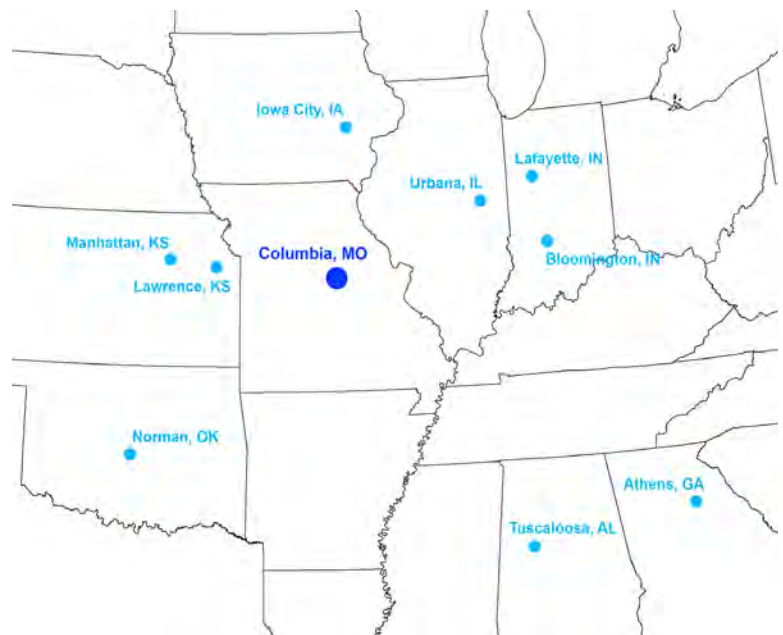 Iowa City, IA
Lafayette, IN
Urbana, IL
Manhattan, KS
Columbia, MO
Bloomington, IN
Lawrence, KS
Norman, OK
Athens, GA
Tuscaloosa, AL